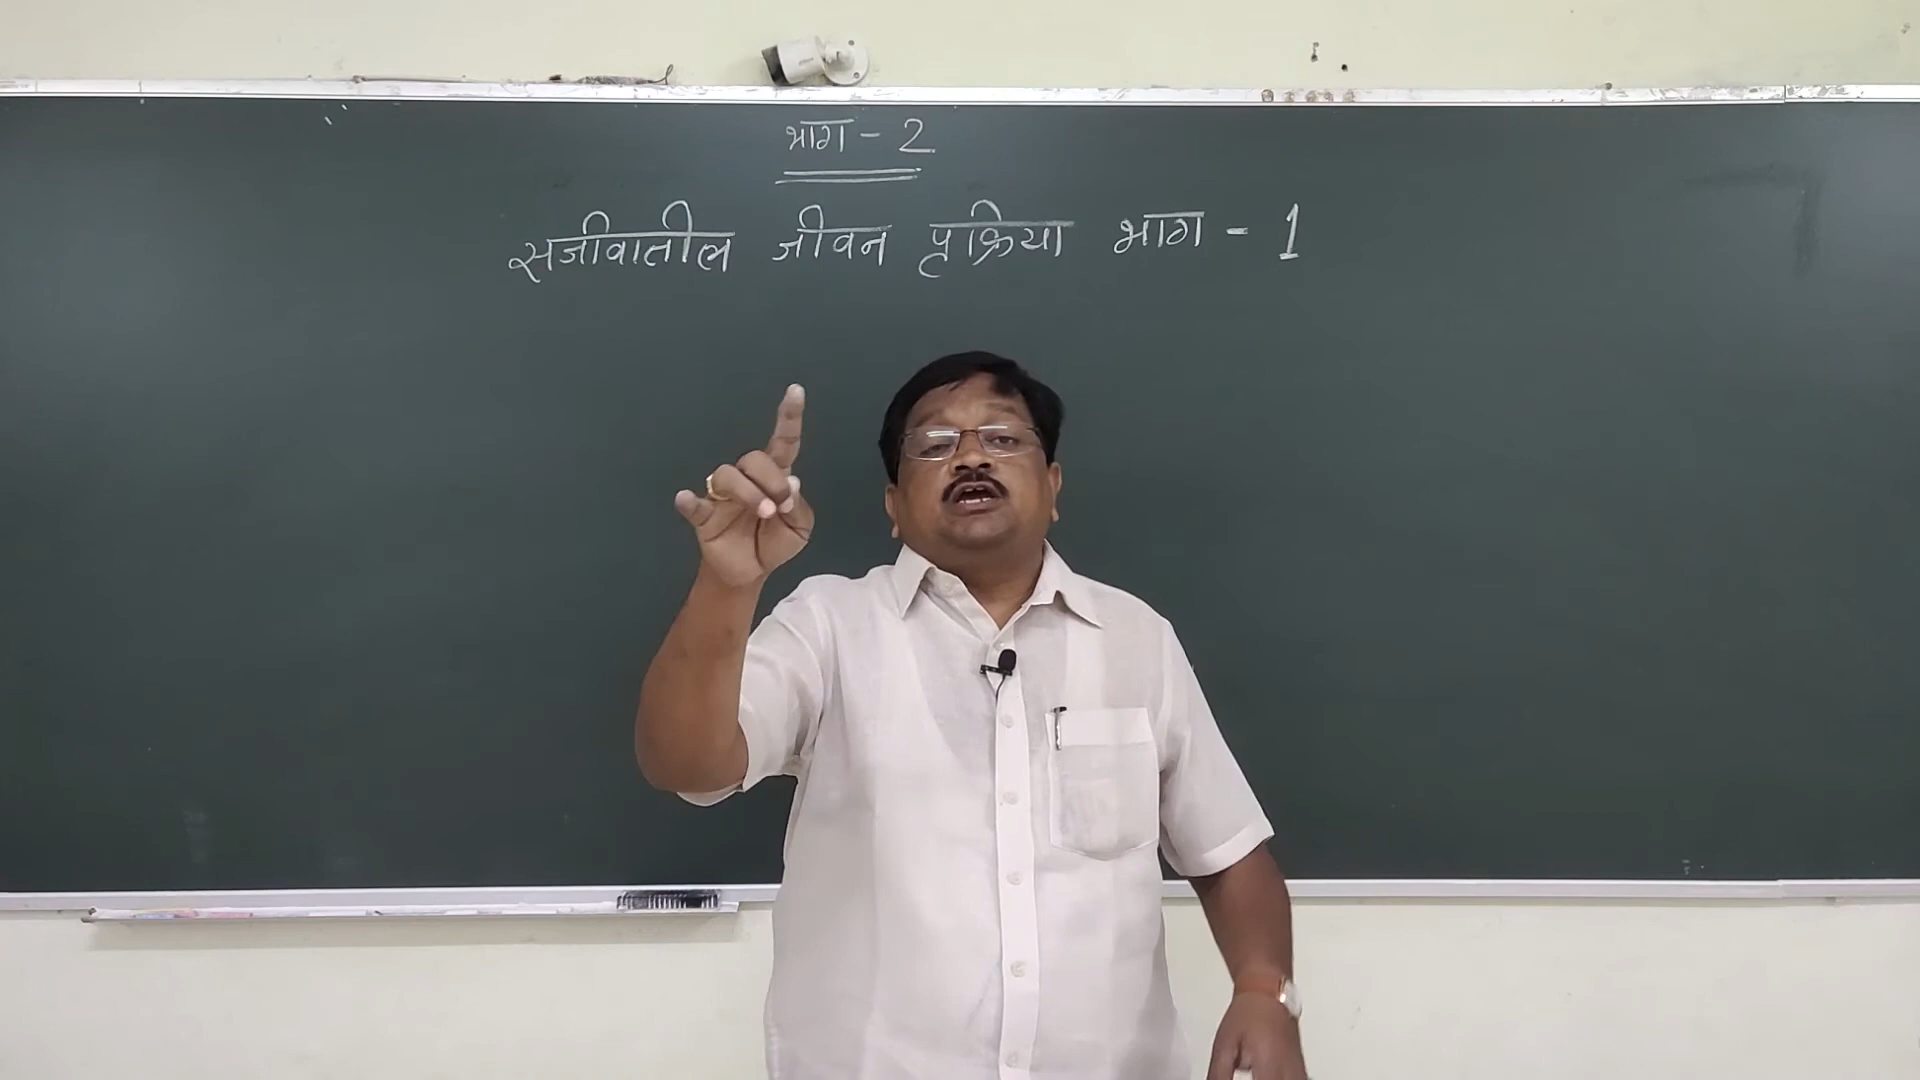 भाग - 2
सजीवातील जीवन प्रक्रिया भाग - 1